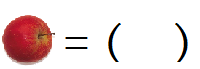 = (    )